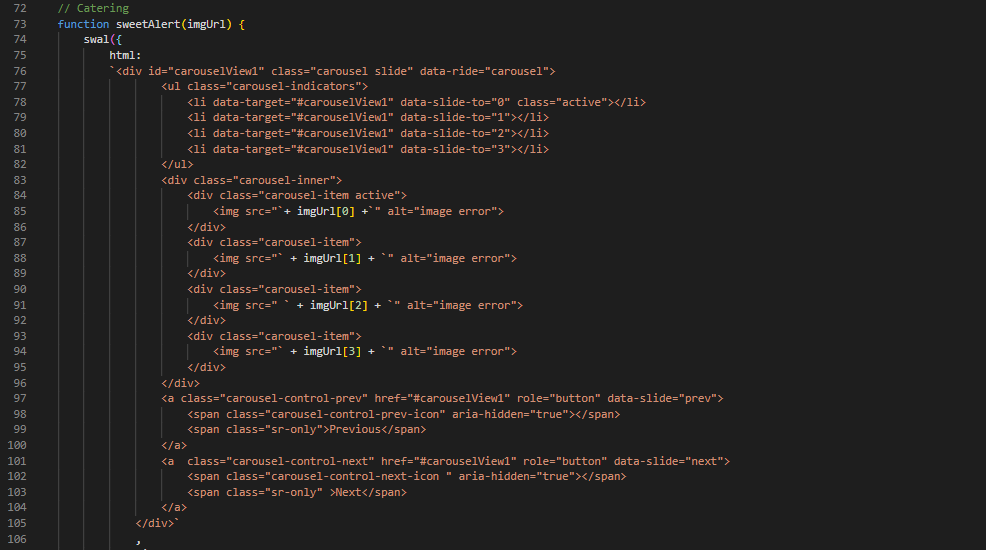 72 // Catering
73 function sweetAlert(imgUrl) {
74 swal({
75 html:
76 `<div id="carouselView1" class="carousel slide" data-ride="carousel">
77 <ul class="carousel-indicators">
78 <li data-target="#carouselView1" data-slide-to="0" class="active"></li>
79 <li data-target="#carouselView1" data-slide-to="1"></li>
80 <li data-target="#carouselView1" data-slide-to="2"></li>
81 <li data-target="#carouselView1" data-slide-to="3"></li>
82 </ul>
83 <div class="carousel-inner">
84 <div class="carousel-item active">
85 <img src="`+ imgUrl[0] +`" alt="image error">
86 </div>
87 <div class="carousel-item">
88 <img src="` + imgUrl[1] + `" alt="image error">
89 </div>
90 <div class="carousel-item">
91 <img src=" ` + imgUrl[2] + `" alt="image error">
92 </div>
93 <div class="carousel-item">
94 <img src="` + imgUrl[3] + `" alt="image error">
95 </div>
96 </div>
97 <a class="carousel-control-prev" href="#carouselView1" role="button" data-slide="prev">
98 <span class="carousel-control-prev-icon" aria-hidden="true"></span>
99 <span class="sr-only">Previous</span>
100 </a>
101 <a  class="carousel-control-next" href="#carouselView1" role="button" data-slide="next">
102 <span class="carousel-control-next-icon " aria-hidden="true"></span>
103 <span class="sr-only" >Next</span>
104 </a>
105 </div>`
106 ,